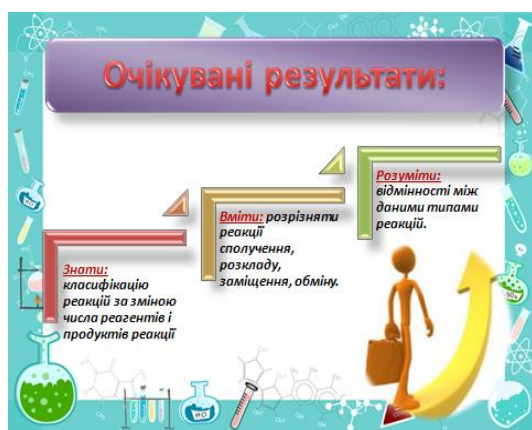 Очікувані результати:
Знати:
класифікацію
реакцій за зміною
числа реагентів і
продуктів реакції
Вміти: розрізняти
реакції
сполучення,
розкладу,
заміщення, обміну.
Розуміти:
відмінності між
даними типами
реакцій.